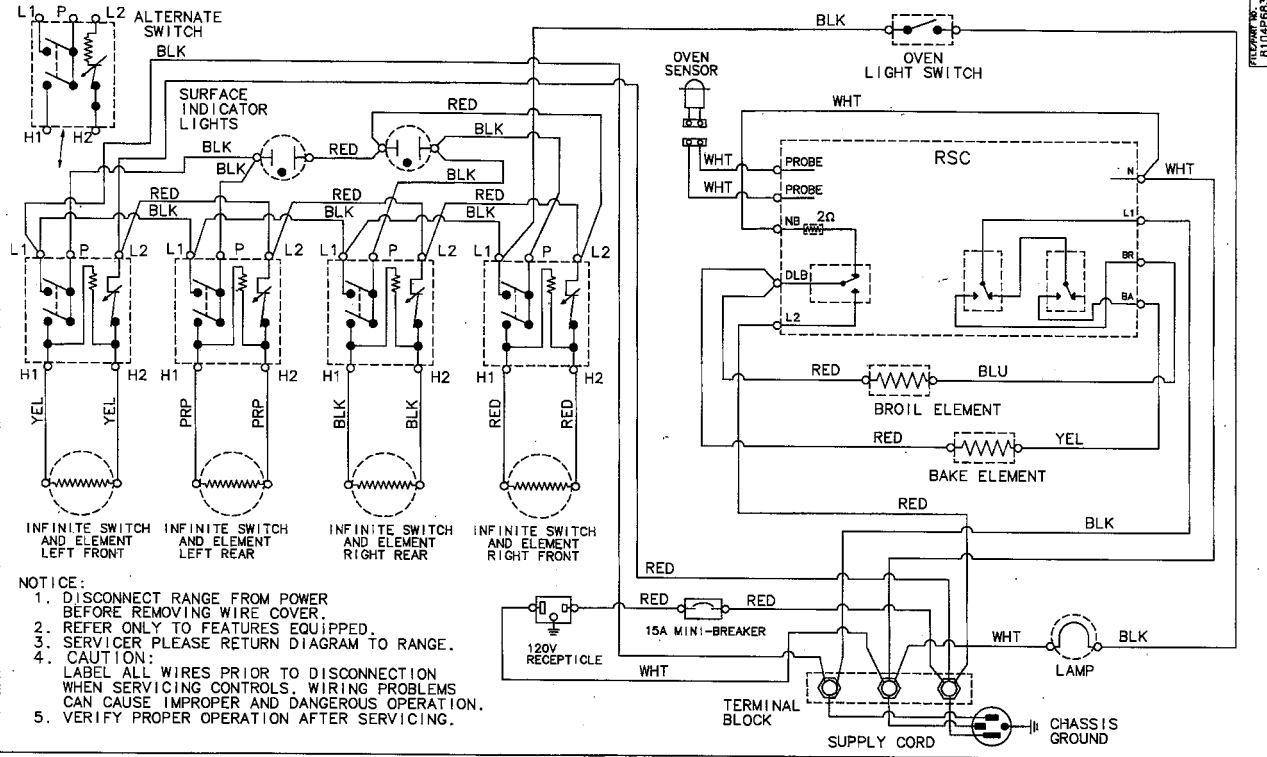 L1 P L2 ALTERNATE
SWITCH
BLK
H1 H2
SURFACE
INDICATOR
LIGHTS
BLK
RED
BLK
RED
BLK
BLK
RED
BLK
RED
BLK
RED
L1 P L2
L1 P L2
L1 P L2
L1 P L2
H1 H2
H1 H2
H1 H2
H1 H2
YEL YEL
PRP PRP
BLK BLK
RED RED
INFINITE SWITCH
AND ELEMENT
LEFT FRONT
INFINITE SWITCH
AND ELEMENT
LEFT REAR
INFINITE SWITCH
AND ELEMENT
RIGHT REAR
INFINITE SWITCH
AND ELEMENT
RIGHT FRONT
BLK
OVEN
LIGHT SWITCH
OVEN
SENSOR
WHT
RSC
WHT
WHT
PROBE
PROBE
NB 2Ω
DLB
L2
N
WHT
L1
BR
BA
RED
BLU
BROIL ELEMENT
RED
YEL
BAKE ELEMENT
RED
BLK
RED
RED
RED
15A MINI-BREAKER
120V
RECEPTICLE
WHT
WHT
BLK
LAMP
TERMINAL
BLOCK
SUPPLY CORD
CHASSIS
GROUND
NOTICE:
1. DISCONNECT RANGE FROM POWER
BEFORE REMOVING WIRE COVER.
2. REFER ONLY TO FEATURES EQUIPPED.
3. SERVICER PLEASE RETURN DIAGRAM TO RANGE.
4. CAUTION:
LABEL ALL WIRES PRIOR TO DISCONNECTION
WHEN SERVICING CONTROLS. WIRING PROBLEMS
CAN CAUSE IMPROPER AND DANGEROUS OPERATION.
5. VERIFY PROPER OPERATION AFTER SERVICING.